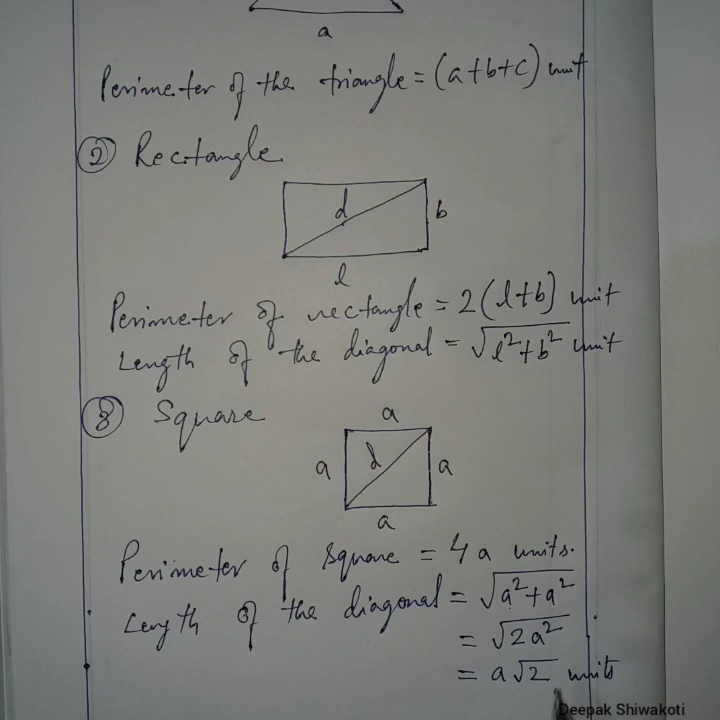 a
Perimeter of the triangle = (a+b+c) unit
② Rectangle
d
b
l
Perimeter of rectangle = 2(l+b) unit
Length of the diagonal = √l²+b² unit
③ Square
a
a d a
a
Perimeter of square = 4a units.
Length of the diagonal = √a²+a²
= √2a²
= a√2 units
Deepak Shiwakoti